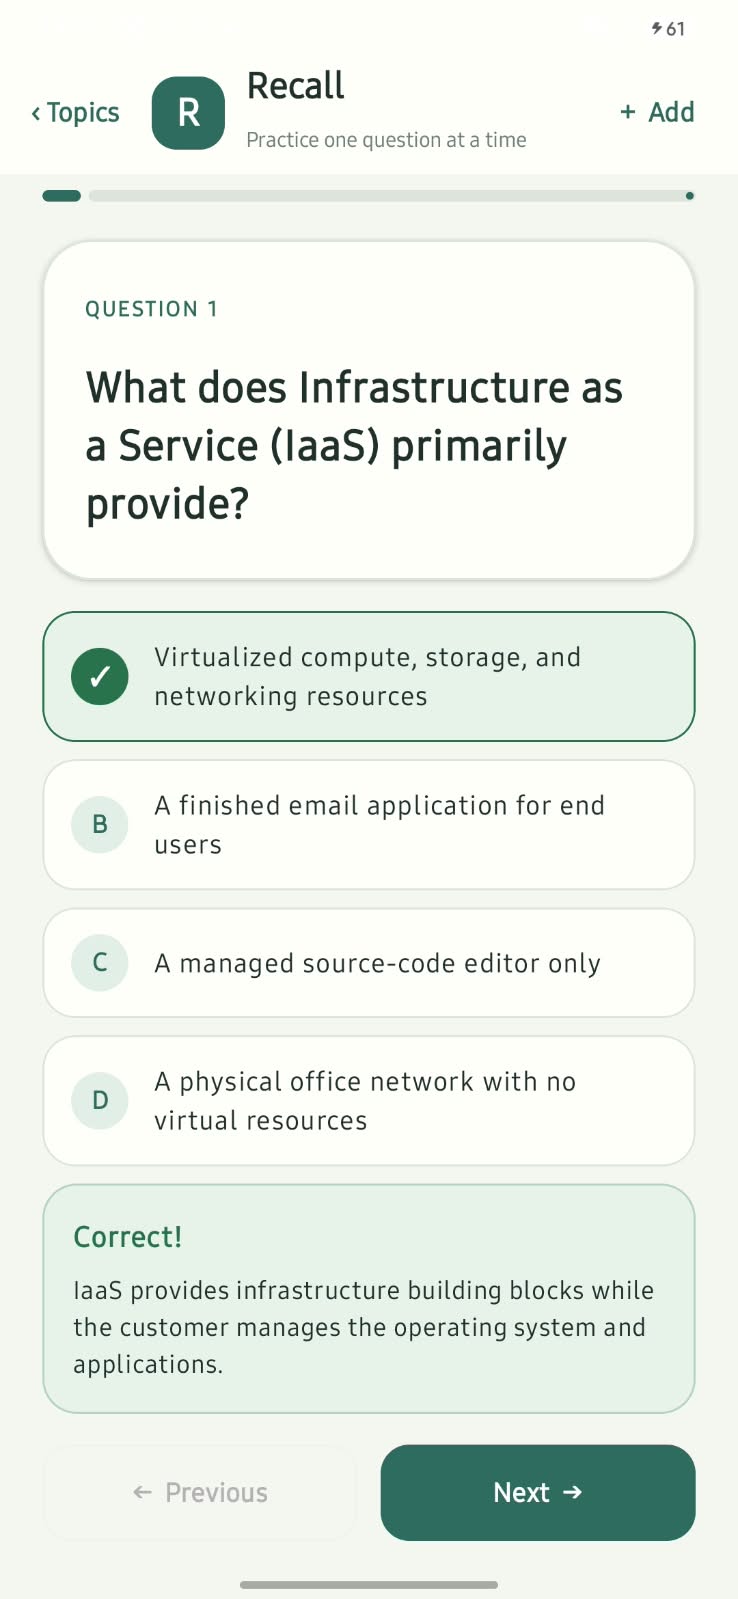 61
‹ Topics
R
Recall
Practice one question at a time
+ Add
QUESTION 1
What does Infrastructure as
a Service (IaaS) primarily
provide?
✓
Virtualized compute, storage, and
networking resources
B
A finished email application for end
users
C
A managed source-code editor only
D
A physical office network with no
virtual resources
Correct!
IaaS provides infrastructure building blocks while
the customer manages the operating system and
applications.
← Previous
Next →